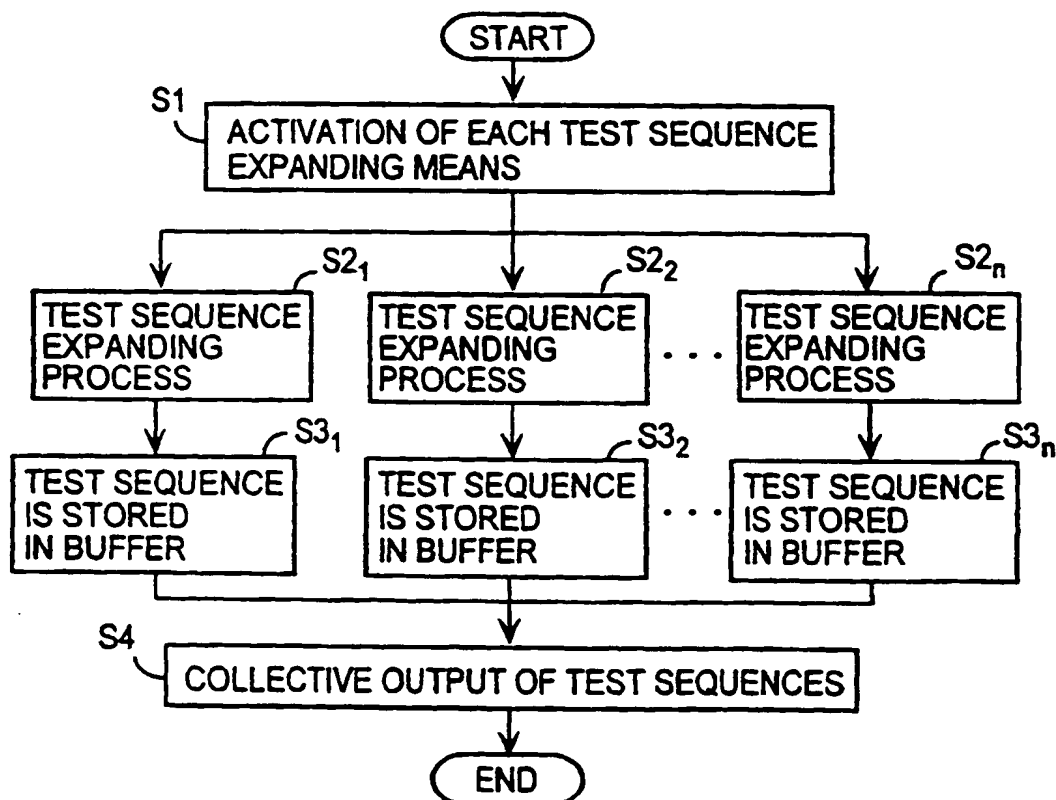 START
S1
ACTIVATION OF EACH TEST SEQUENCE
EXPANDING MEANS
S2₁
TEST SEQUENCE
EXPANDING
PROCESS
S2₂
TEST SEQUENCE
EXPANDING
PROCESS
. . .
S2ₙ
TEST SEQUENCE
EXPANDING
PROCESS
S3₁
TEST SEQUENCE
IS STORED
IN BUFFER
S3₂
TEST SEQUENCE
IS STORED
IN BUFFER
. . .
S3ₙ
TEST SEQUENCE
IS STORED
IN BUFFER
S4
COLLECTIVE OUTPUT OF TEST SEQUENCES
END